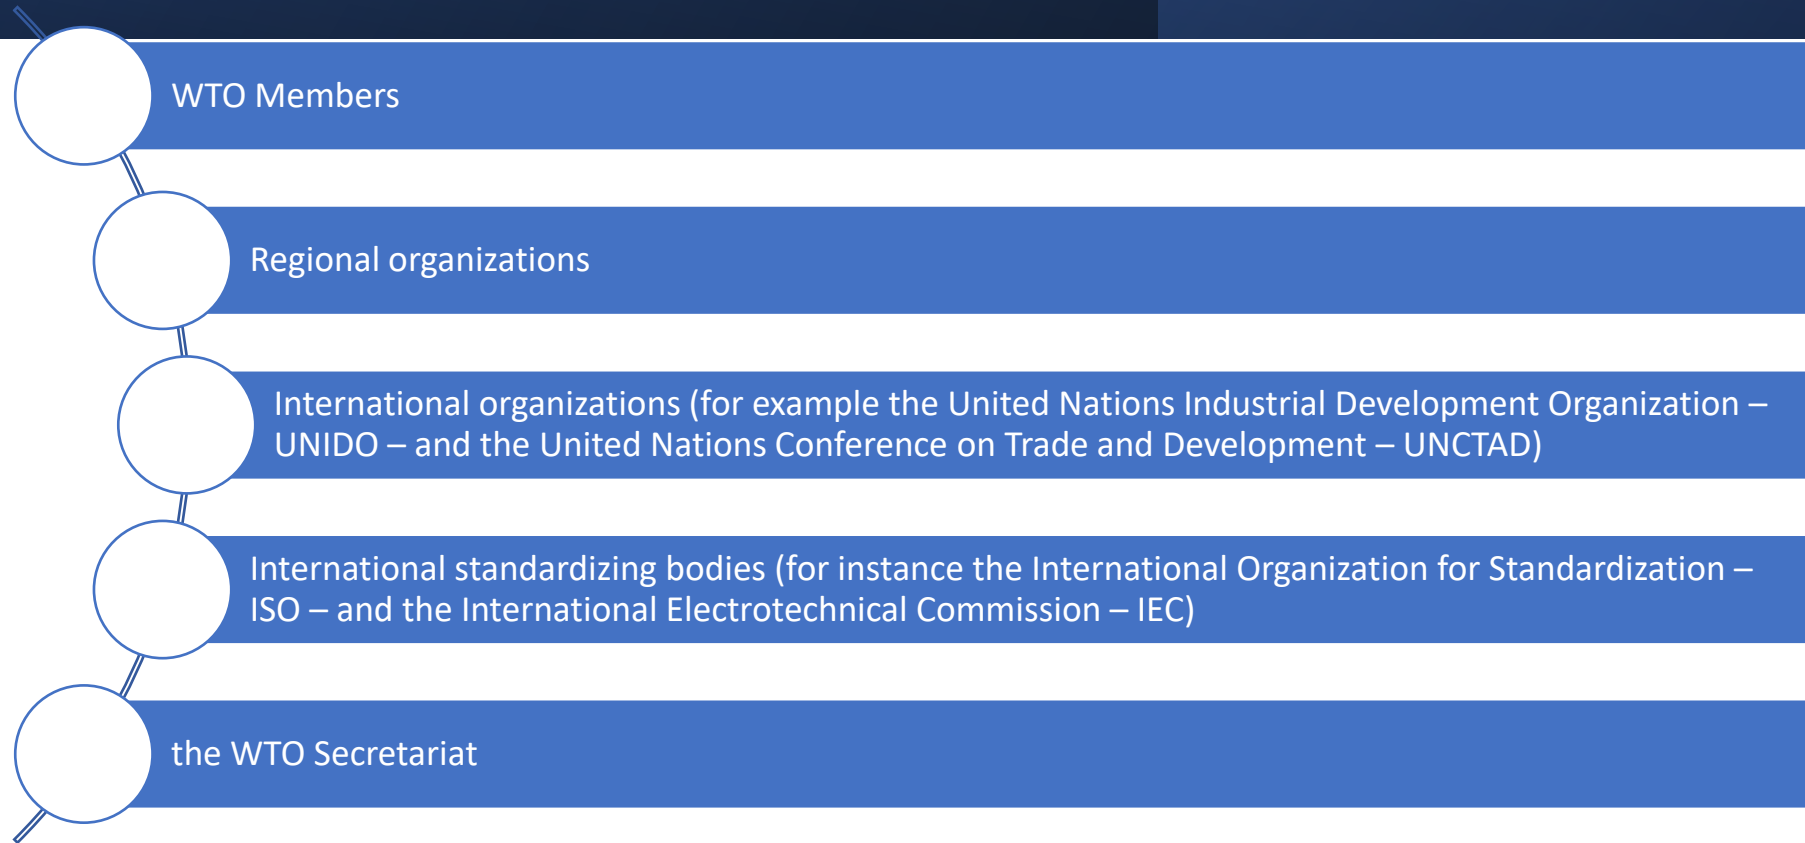 WTO Members
Regional organizations
International organizations (for example the United Nations Industrial Development Organization –
UNIDO – and the United Nations Conference on Trade and Development – UNCTAD)
International standardizing bodies (for instance the International Organization for Standardization –
ISO – and the International Electrotechnical Commission – IEC)
the WTO Secretariat